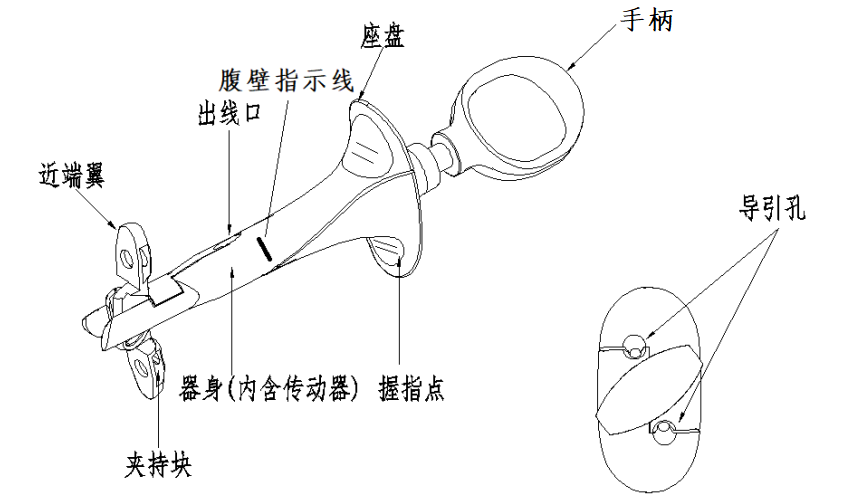 手柄
座盘
腹壁指示线
出线口
近端翼
导引孔
器身(内含传动器)
握指点
夹持块